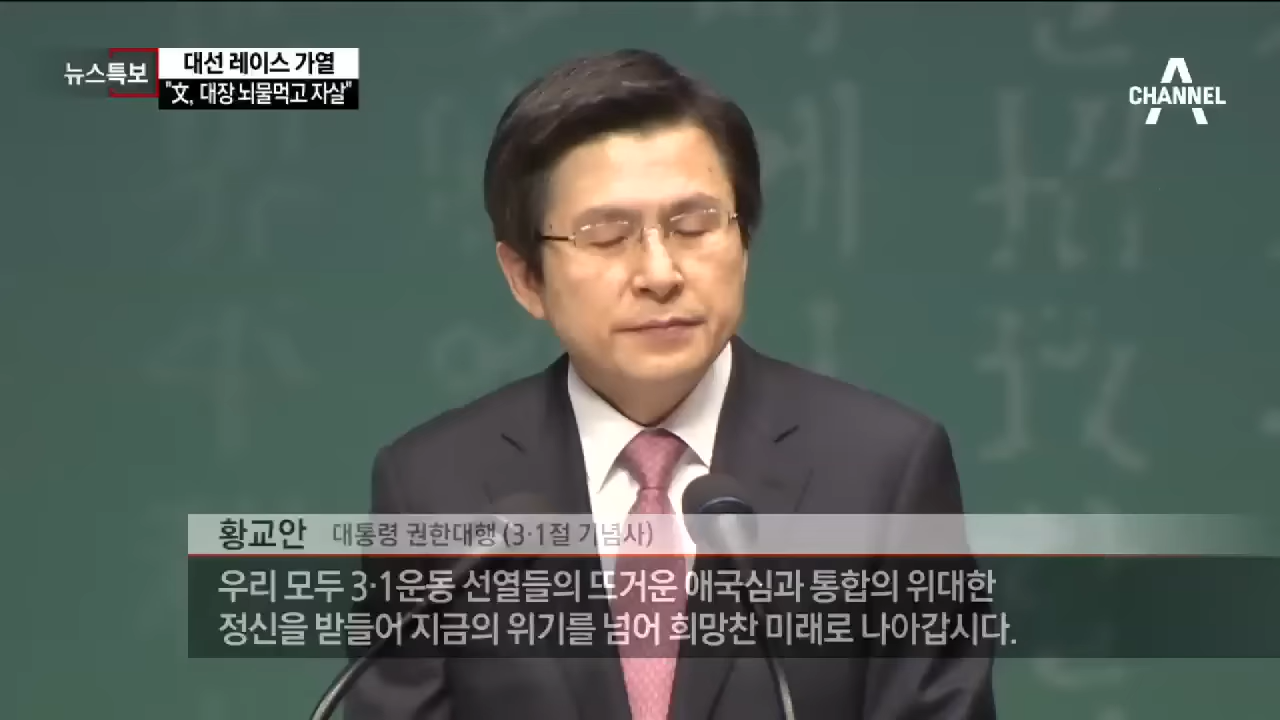 뉴스특보
대선 레이스 가열
"文, 대장 뇌물먹고 자살"
CHANNEL
황교안 대통령 권한대행 (3·1절 기념사)
우리 모두 3·1운동 선열들의 뜨거운 애국심과 통합의 위대한
정신을 받들어 지금의 위기를 넘어 희망찬 미래로 나아갑시다.